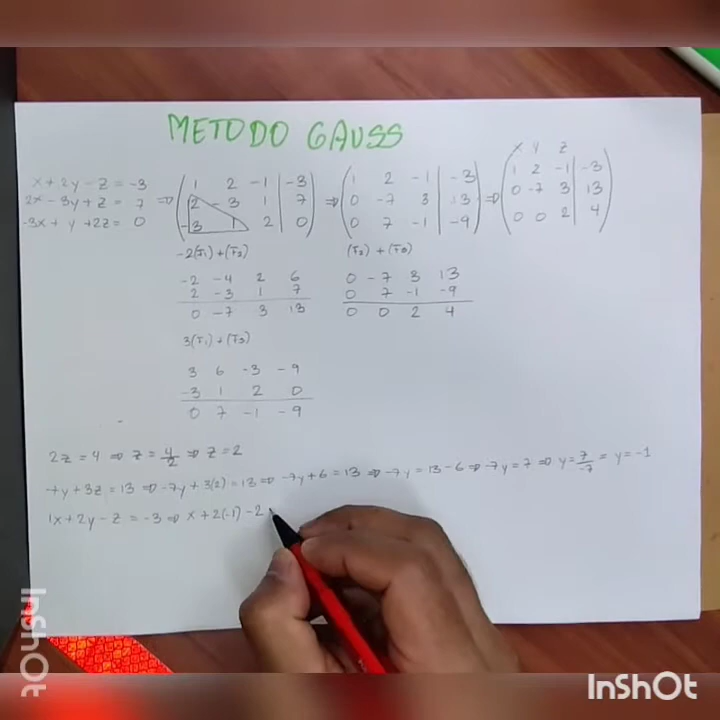 METODO GAUSS
x + 2y - z = -3
2x - 3y + z = 7
-3x + y + 2z = 0
⇒ ( 1 2 -1 | -3
2 -3 1 | 7
-3 1 2 | 0 )
⇒ ( 1 2 -1 | -3
0 -7 3 | 13
0 7 -1 | -9 )
⇒ x y z
( 1 2 -1 | -3
0 -7 3 | 13
0 0 2 | 4 )
-2(F1) + (F2)
-2 -4 2 6
2 -3 1 7
0 -7 3 13
3(F1) + (F3)
3 6 -3 -9
-3 1 2 0
0 7 -1 -9
(F2) + (F3)
0 -7 3 13
0 7 -1 -9
0 0 2 4
2z = 4 ⇒ z = 4/2 ⇒ z = 2
-7y + 3z = 13 ⇒ -7y + 3(2) = 13 ⇒ -7y + 6 = 13 ⇒ -7y = 13 - 6 ⇒ -7y = 7 ⇒ y = 7/-7 = y = -1
1x + 2y - z = -3 ⇒ x + 2(-1) - 2
InShOt
InShOt